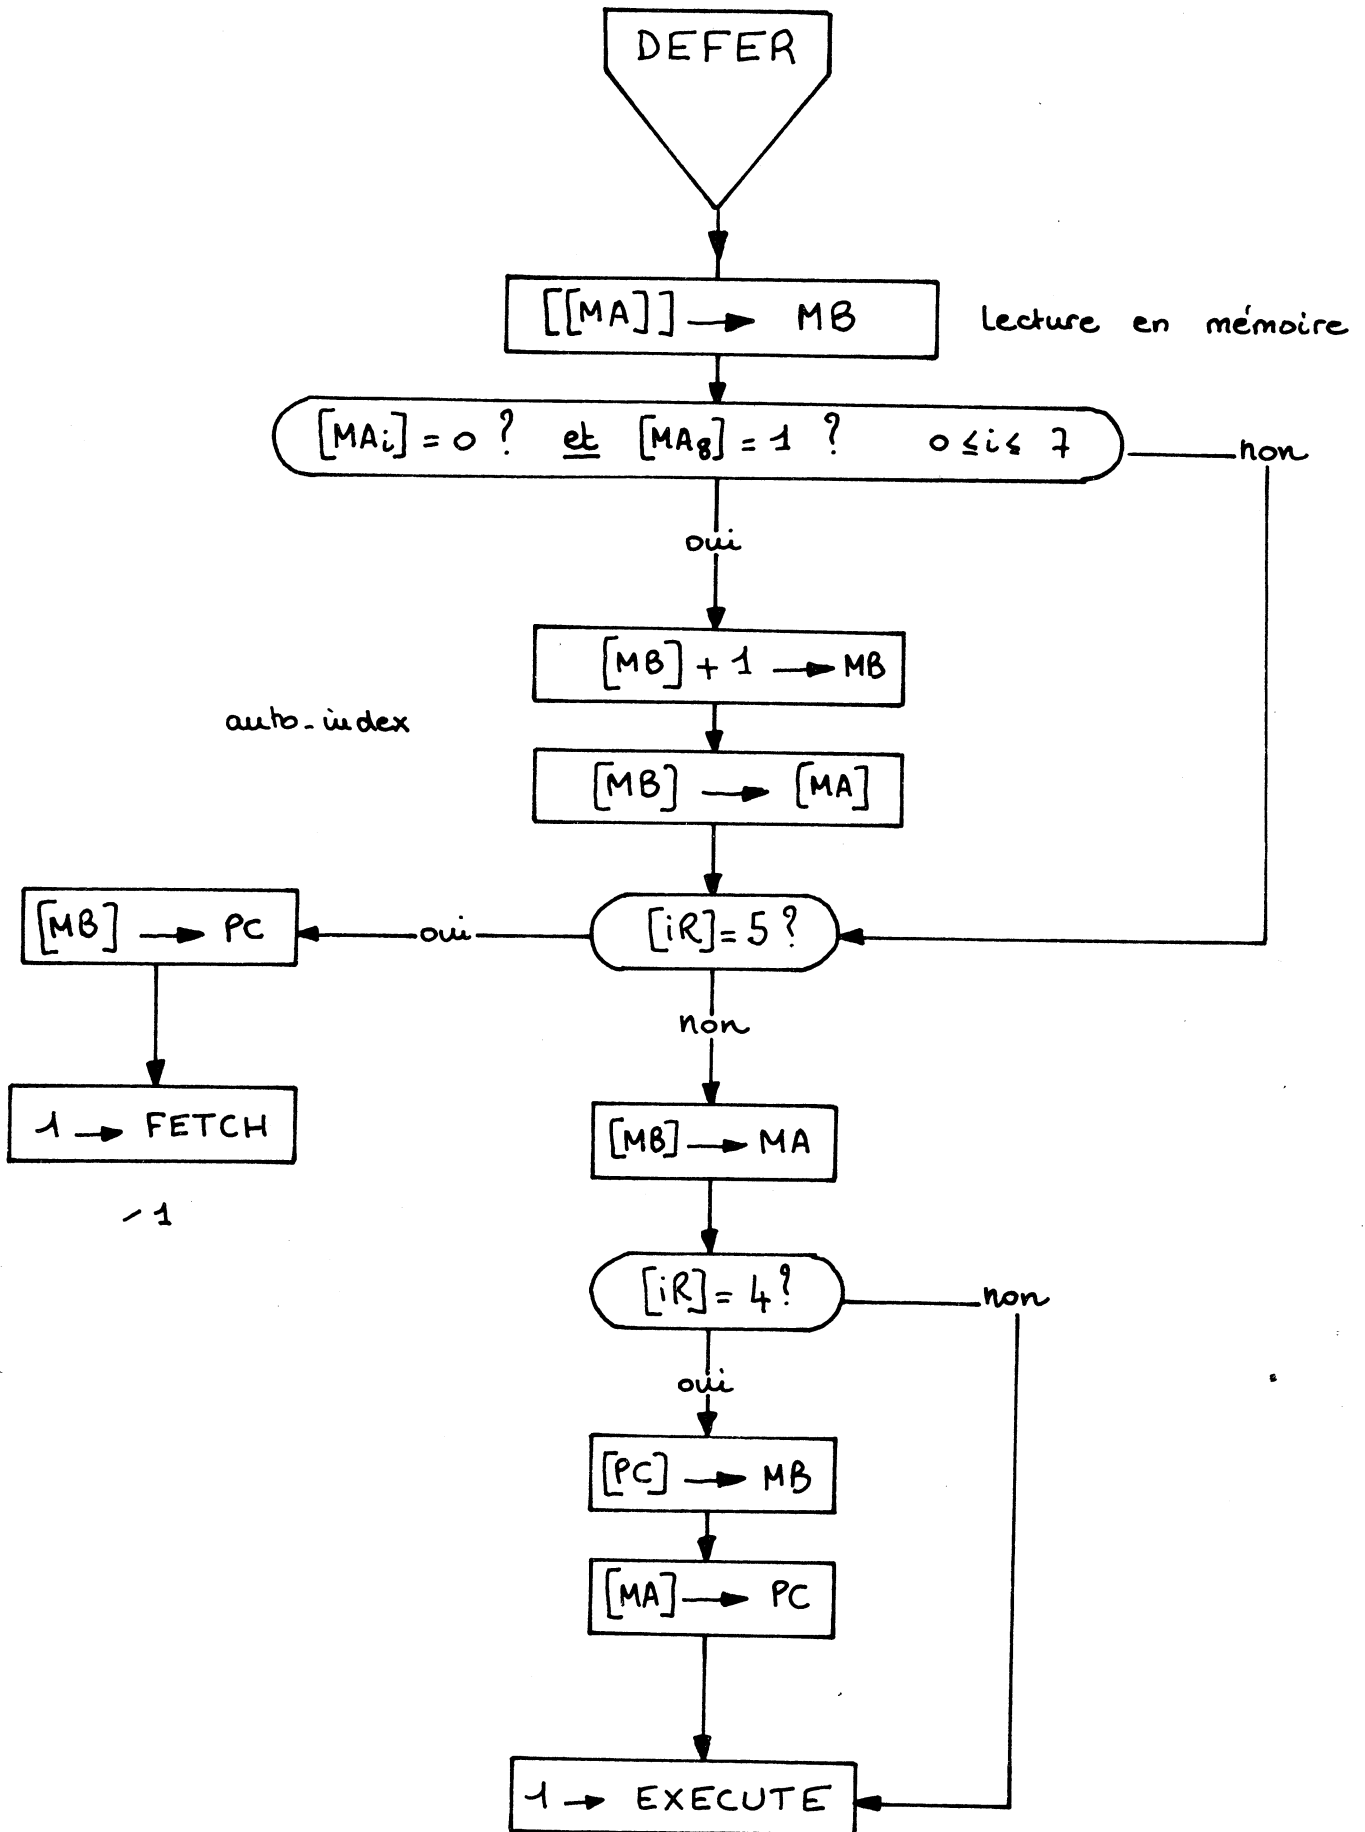 DEFER
[[MA]] → MB lecture en mémoire
[MAi] = 0 ? et [MA8] = 1 ? 0 ≤ i ≤ 7 non
oui
[MB] + 1 → MB
auto-index
[MB] → [MA]
[MB] → PC oui [iR] = 5 ?
non
1 → FETCH
[MB] → MA
- 1
[iR] = 4 ? non
oui
[PC] → MB
[MA] → PC
1 → EXECUTE